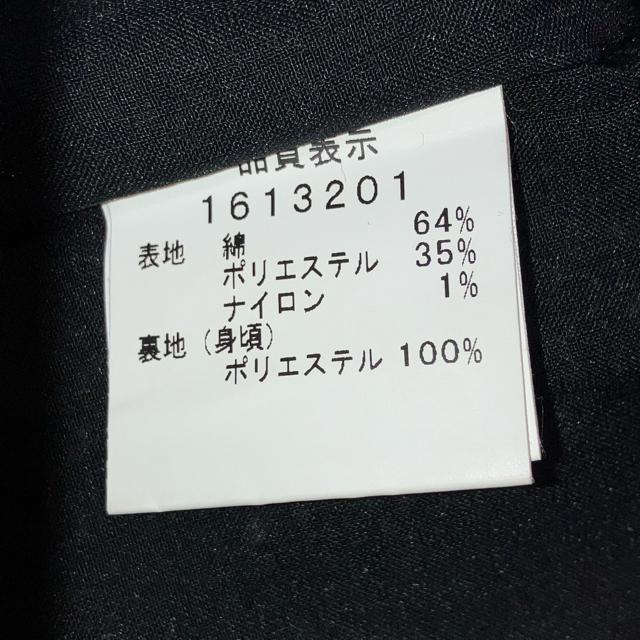 品質表示
1613201
表地 綿 64%
ポリエステル 35%
ナイロン 1%
裏地(身頃)
ポリエステル 100%